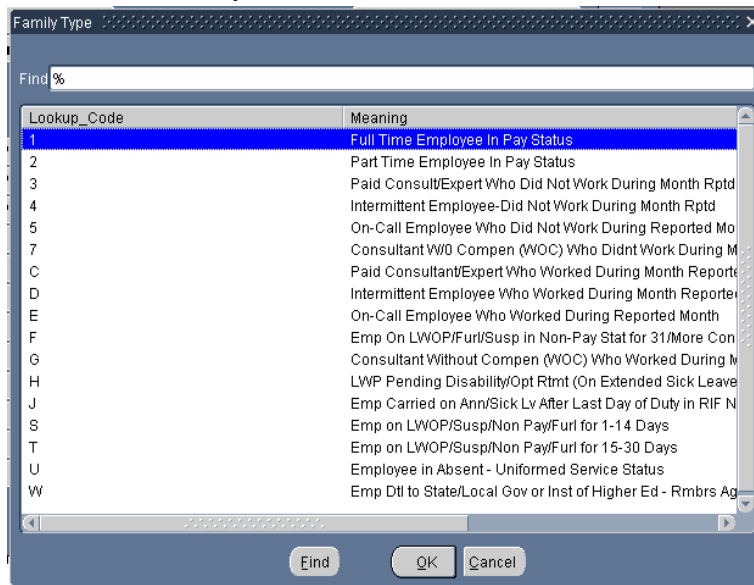 Family Type
Find %
Lookup_Code Meaning
1 Full Time Employee In Pay Status
2 Part Time Employee In Pay Status
3 Paid Consult/Expert Who Did Not Work During Month Rptd
4 Intermittent Employee-Did Not Work During Month Rptd
5 On-Call Employee Who Did Not Work During Reported Mo
7 Consultant W/0 Compen (WOC) Who Didnt Work During M
C Paid Consultant/Expert Who Worked During Month Reporte
D Intermittent Employee Who Worked During Month Reporte
E On-Call Employee Who Worked During Reported Month
F Emp On LWOP/Furl/Susp in Non-Pay Stat for 31/More Con
G Consultant Without Compen (WOC) Who Worked During M
H LWP Pending Disability/Opt Rtmt (On Extended Sick Leave
J Emp Carried on Ann/Sick Lv After Last Day of Duty in RIF N
S Emp on LWOP/Susp/Non Pay/Furl for 1-14 Days
T Emp on LWOP/Susp/Non Pay/Furl for 15-30 Days
U Employee in Absent - Uniformed Service Status
W Emp Dtl to State/Local Gov or Inst of Higher Ed - Rmbrs Ag
Find OK Cancel